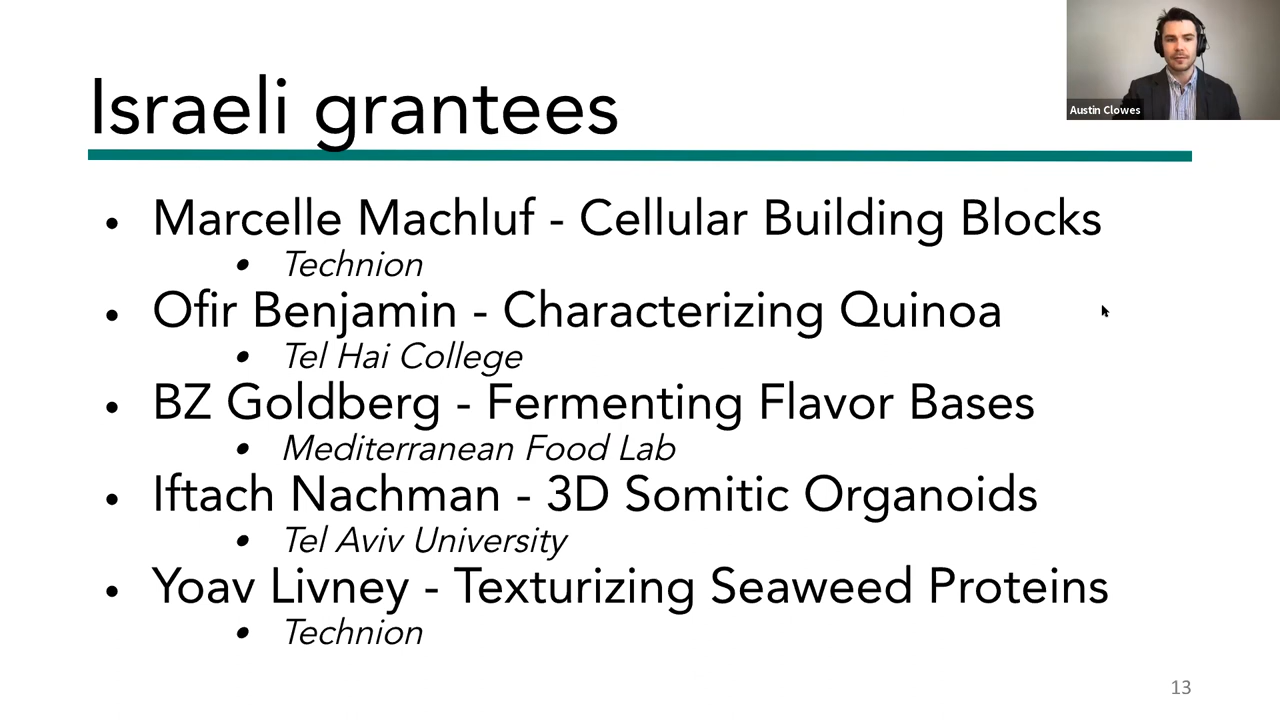 Austin Clowes
Israeli grantees
• Marcelle Machluf - Cellular Building Blocks
• Technion
• Ofir Benjamin - Characterizing Quinoa
• Tel Hai College
• BZ Goldberg - Fermenting Flavor Bases
• Mediterranean Food Lab
• Iftach Nachman - 3D Somitic Organoids
• Tel Aviv University
• Yoav Livney - Texturizing Seaweed Proteins
• Technion
13